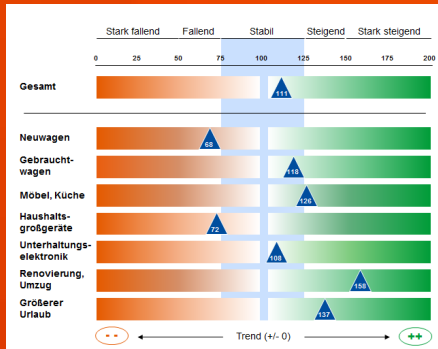 Stark fallend Fallend Stabil Steigend Stark steigend
0 25 50 75 100 125 150 175 200
Gesamt 111
Neuwagen 68
Gebraucht-
wagen 118
Möbel, Küche 126
Haushalts-
großgeräte 72
Unterhaltungs-
elektronik 108
Renovierung,
Umzug 158
Größerer
Urlaub 137
- - Trend (+/- 0) ++